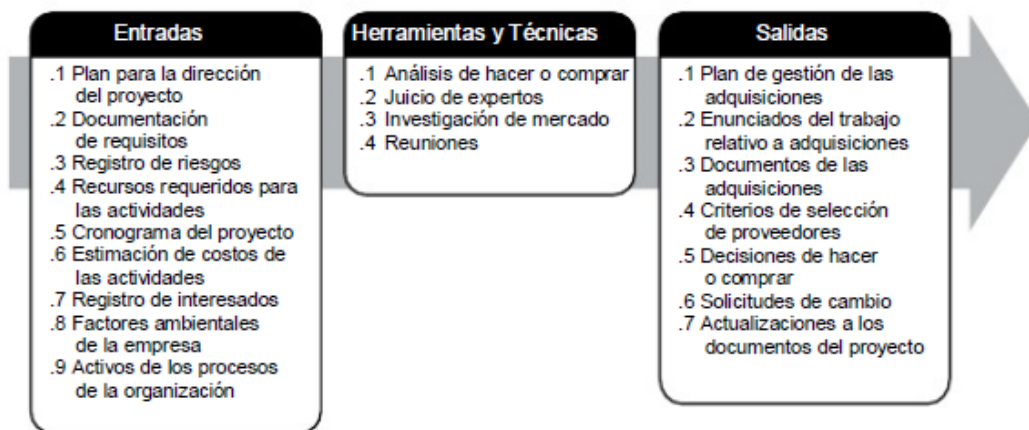 Entradas
.1 Plan para la dirección
del proyecto
.2 Documentación
de requisitos
.3 Registro de riesgos
.4 Recursos requeridos para
las actividades
.5 Cronograma del proyecto
.6 Estimación de costos de
las actividades
.7 Registro de interesados
.8 Factores ambientales
de la empresa
.9 Activos de los procesos
de la organización
Herramientas y Técnicas
.1 Análisis de hacer o comprar
.2 Juicio de expertos
.3 Investigación de mercado
.4 Reuniones
Salidas
.1 Plan de gestión de las
adquisiciones
.2 Enunciados del trabajo
relativo a adquisiciones
.3 Documentos de las
adquisiciones
.4 Criterios de selección
de proveedores
.5 Decisiones de hacer
o comprar
.6 Solicitudes de cambio
.7 Actualizaciones a los
documentos del proyecto